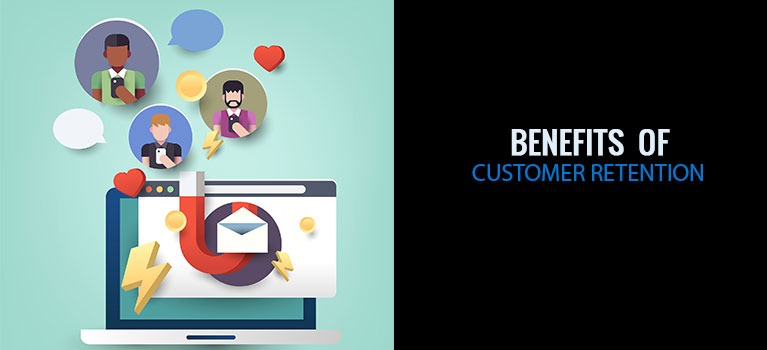 BENEFITS OF
CUSTOMER RETENTION